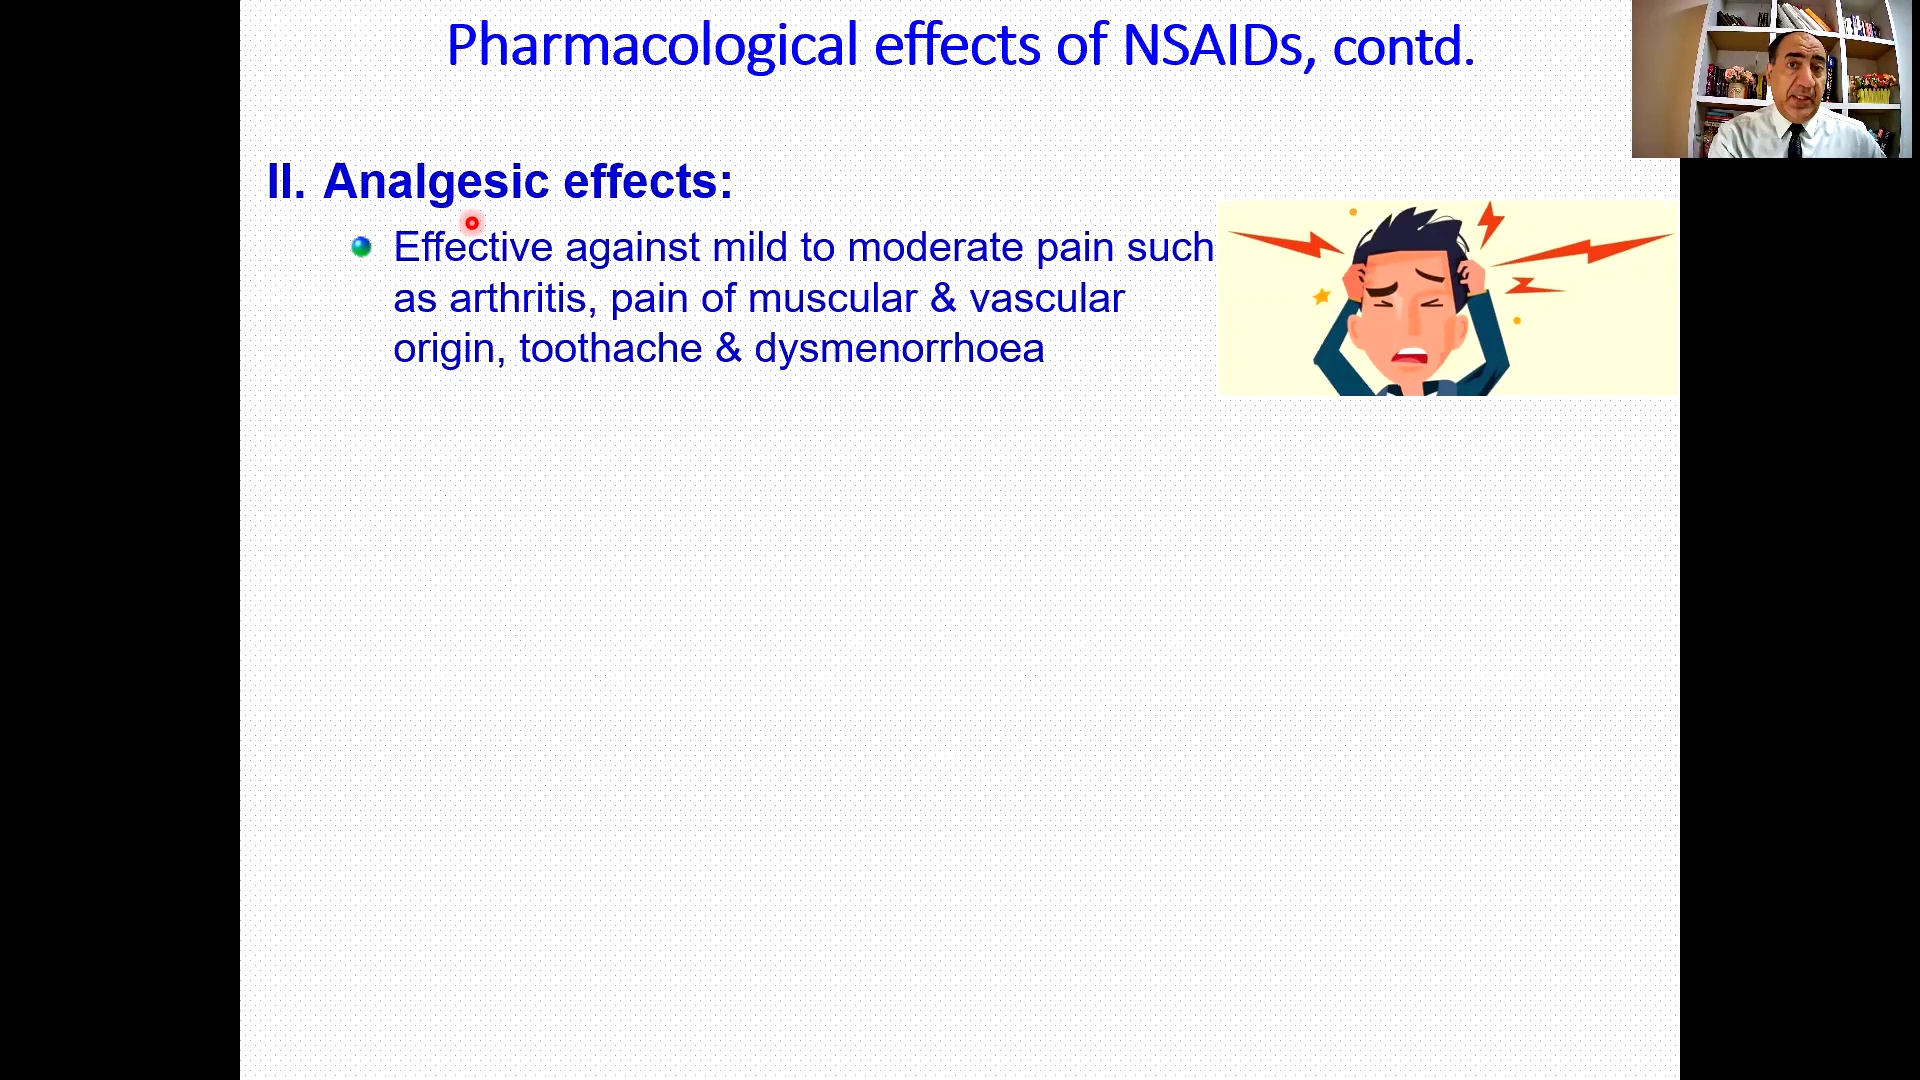 Pharmacological effects of NSAIDs, contd.
II. Analgesic effects:
Effective against mild to moderate pain such
as arthritis, pain of muscular & vascular
origin, toothache & dysmenorrhoea